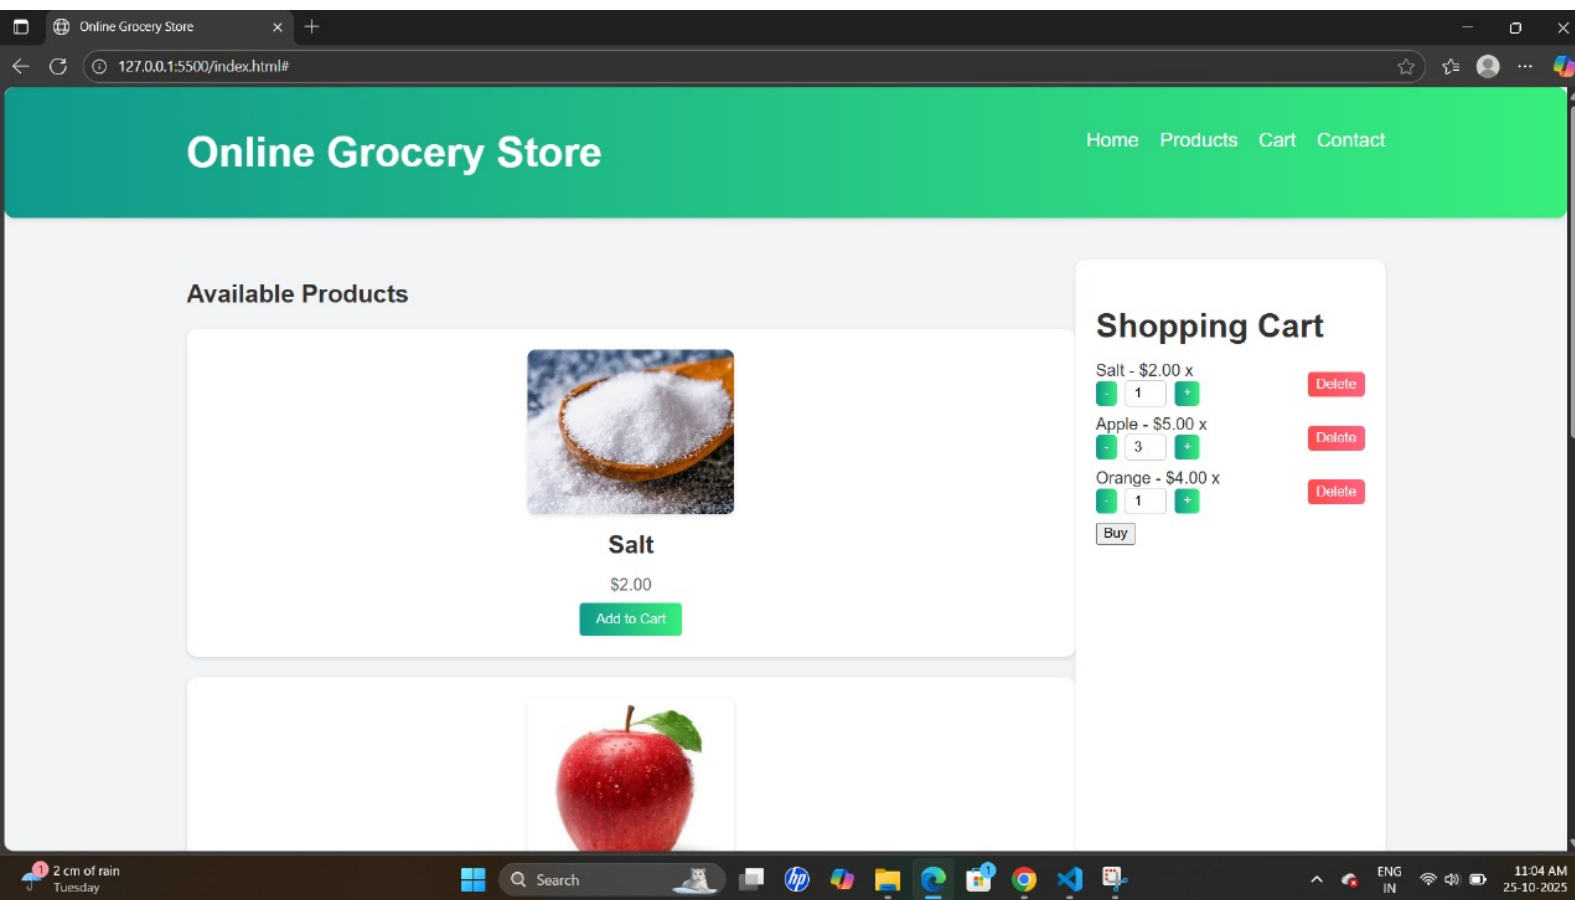 Online Grocery Store
127.0.0.1:5500/index.html#
Online Grocery Store
Home Products Cart Contact
Available Products
Salt
$2.00
Add to Cart
Shopping Cart
Salt - $2.00 x
- 1 + Delete
Apple - $5.00 x
- 3 + Delete
Orange - $4.00 x
- 1 + Delete
Buy
1
2 cm of rain
Tuesday
Search
hp
1
ENG
IN
11:04 AM
25-10-2025